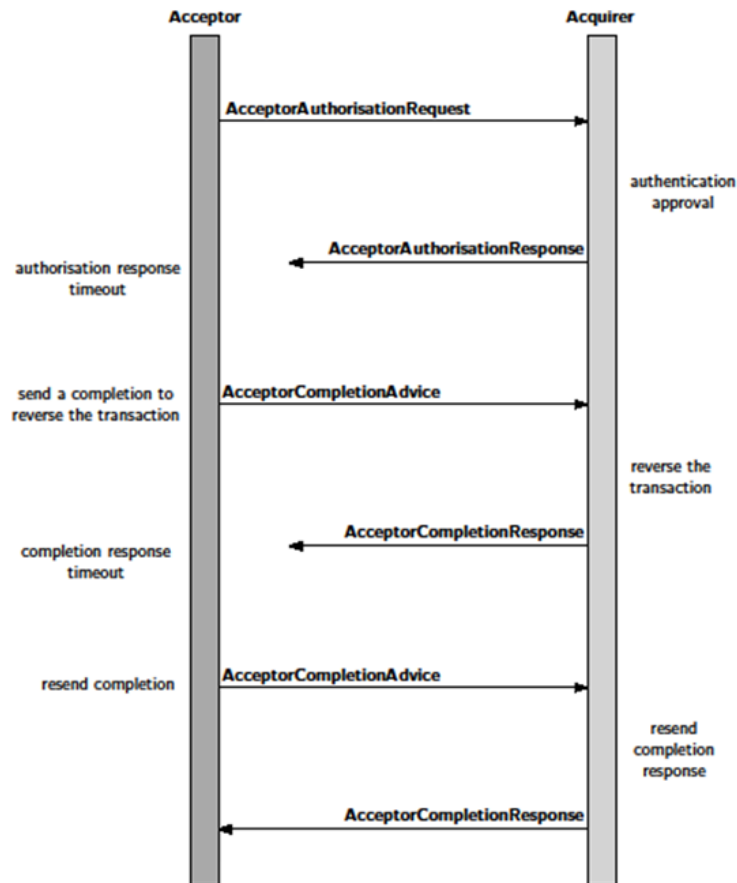 Acceptor
Acquirer
AcceptorAuthorisationRequest
authentication
approval
AcceptorAuthorisationResponse
authorisation response
timeout
send a completion to
reverse the transaction
AcceptorCompletionAdvice
reverse the
transaction
AcceptorCompletionResponse
completion response
timeout
resend completion
AcceptorCompletionAdvice
resend
completion
response
AcceptorCompletionResponse